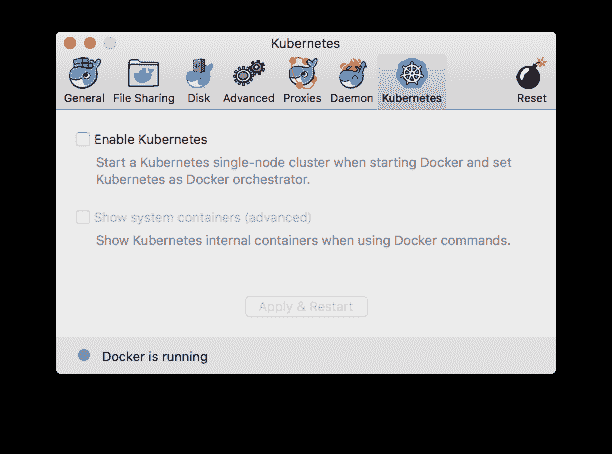 Kubernetes
General File Sharing Disk Advanced Proxies Daemon Kubernetes Reset
Enable Kubernetes
Start a Kubernetes single-node cluster when starting Docker and set
Kubernetes as Docker orchestrator.
Show system containers (advanced)
Show Kubernetes internal containers when using Docker commands.
Apply & Restart
Docker is running